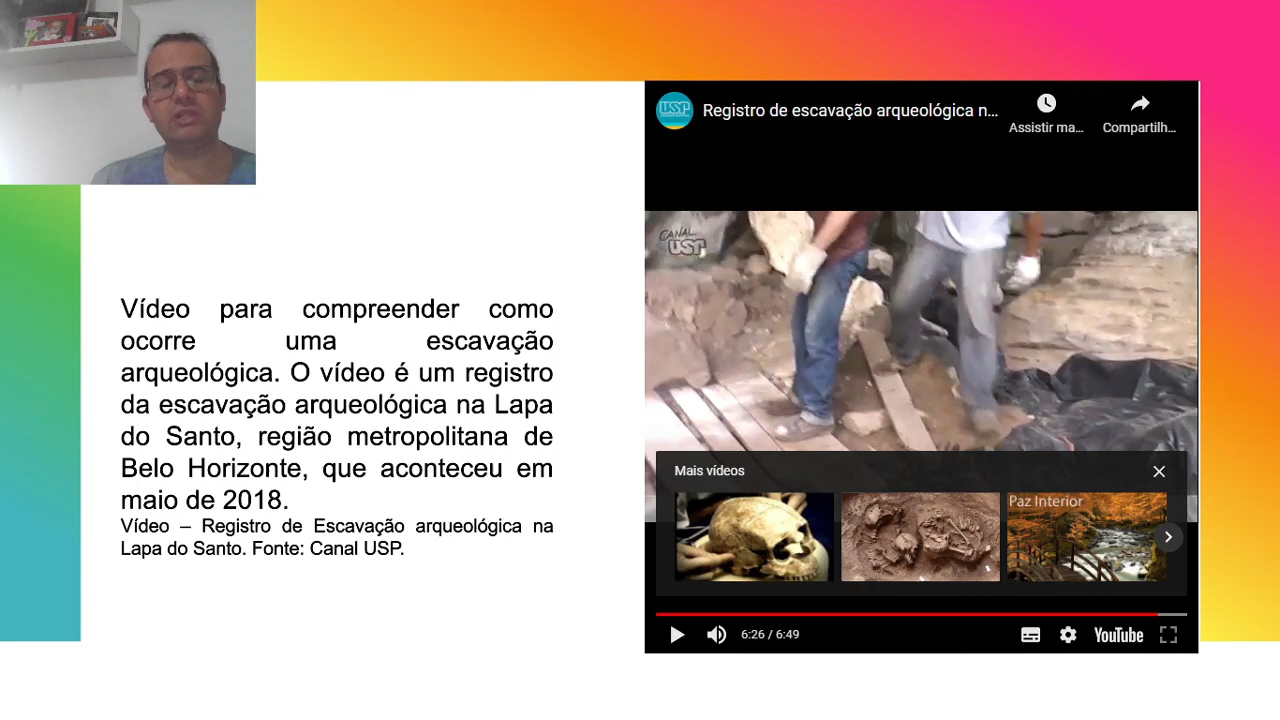 Vídeo para compreender como
ocorre uma escavação
arqueológica. O vídeo é um registro
da escavação arqueológica na Lapa
do Santo, região metropolitana de
Belo Horizonte, que aconteceu em
maio de 2018.
Vídeo – Registro de Escavação arqueológica na
Lapa do Santo. Fonte: Canal USP.
USP
Registro de escavação arqueológica n...
Assistir ma...
Compartilh...
CANAL
USP
Mais vídeos
Paz Interior
6:26 / 6:49
YouTube